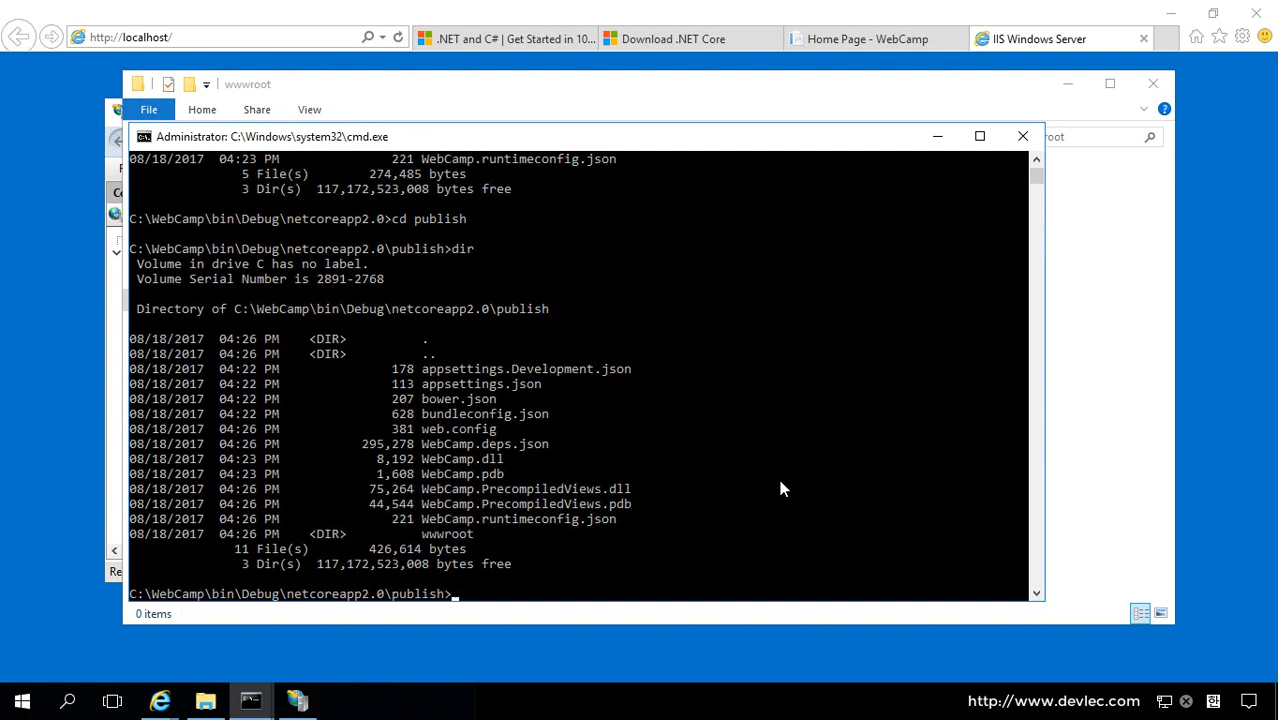 http://localhost/
.NET and C# | Get Started in 10...
Download .NET Core
Home Page - WebCamp
IIS Windows Server
wwwroot
File
Home
Share
View
Administrator: C:\Windows\system32\cmd.exe
root
08/18/2017  04:23 PM               221 WebCamp.runtimeconfig.json
5 File(s)        274,485 bytes
3 Dir(s)  117,172,523,008 bytes free
C:\WebCamp\bin\Debug\netcoreapp2.0>cd publish
C:\WebCamp\bin\Debug\netcoreapp2.0\publish>dir
Volume in drive C has no label.
Volume Serial Number is 2891-2768
Directory of C:\WebCamp\bin\Debug\netcoreapp2.0\publish
08/18/2017  04:26 PM    <DIR>          .
08/18/2017  04:26 PM    <DIR>          ..
08/18/2017  04:22 PM               178 appsettings.Development.json
08/18/2017  04:22 PM               113 appsettings.json
08/18/2017  04:22 PM               207 bower.json
08/18/2017  04:22 PM               628 bundleconfig.json
08/18/2017  04:26 PM               381 web.config
08/18/2017  04:26 PM           295,278 WebCamp.deps.json
08/18/2017  04:23 PM             8,192 WebCamp.dll
08/18/2017  04:23 PM             1,608 WebCamp.pdb
08/18/2017  04:26 PM            75,264 WebCamp.PrecompiledViews.dll
08/18/2017  04:26 PM            44,544 WebCamp.PrecompiledViews.pdb
08/18/2017  04:26 PM               221 WebCamp.runtimeconfig.json
08/18/2017  04:26 PM    <DIR>          wwwroot
11 File(s)        426,614 bytes
3 Dir(s)  117,172,523,008 bytes free
C:\WebCamp\bin\Debug\netcoreapp2.0\publish>
Co
Re
0 items
http://www.devlec.com